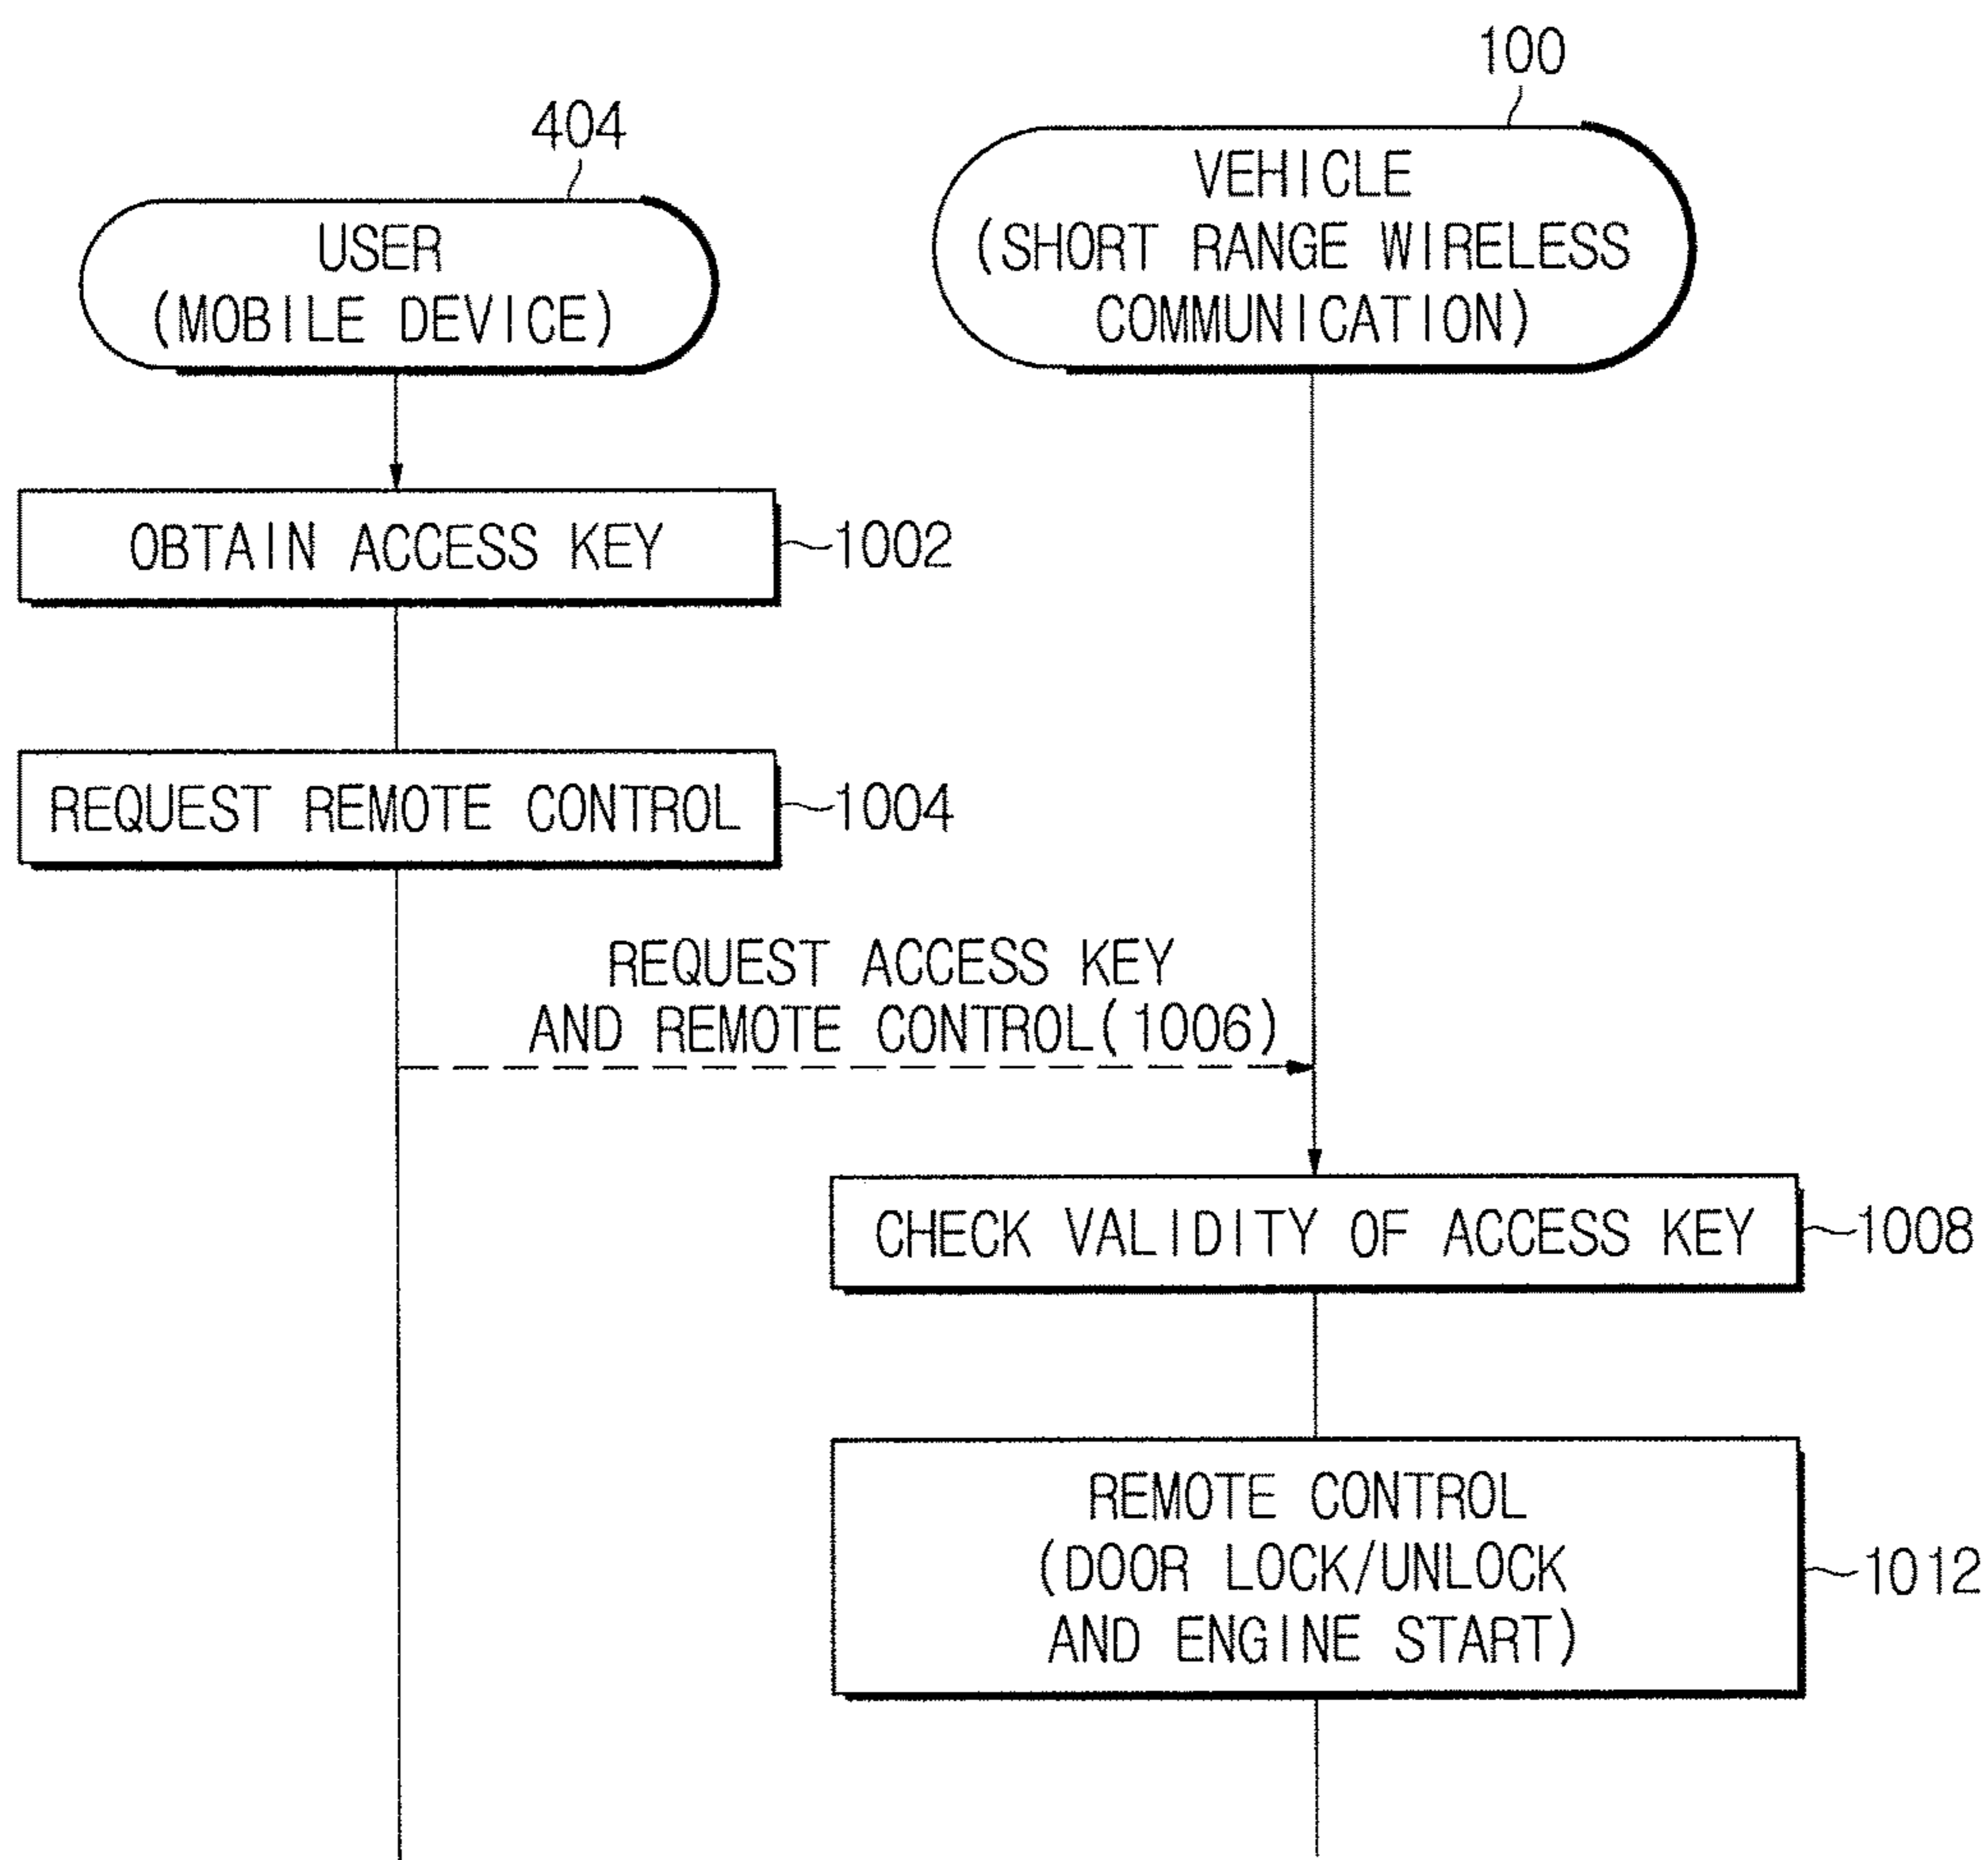 100
404
VEHICLE
(SHORT RANGE WIRELESS
COMMUNICATION)
USER
(MOBILE DEVICE)
OBTAIN ACCESS KEY
1002
REQUEST REMOTE CONTROL
1004
REQUEST ACCESS KEY
AND REMOTE CONTROL(1006)
CHECK VALIDITY OF ACCESS KEY
1008
REMOTE CONTROL
(DOOR LOCK/UNLOCK
AND ENGINE START)
1012